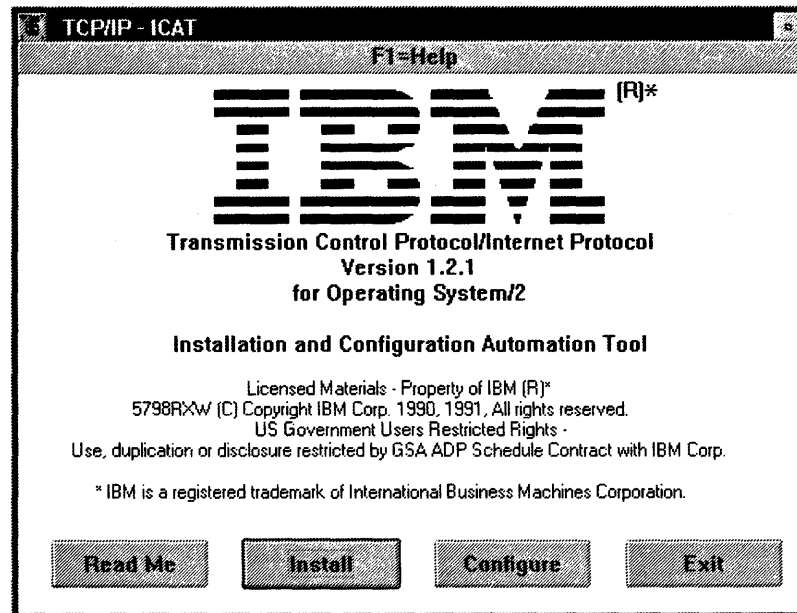 TCP/IP - ICAT
F1=Help
IBM (R)*
Transmission Control Protocol/Internet Protocol
Version 1.2.1
for Operating System/2
Installation and Configuration Automation Tool
Licensed Materials - Property of IBM (R)*
5798RXW (C) Copyright IBM Corp. 1990, 1991, All rights reserved.
US Government Users Restricted Rights -
Use, duplication or disclosure restricted by GSA ADP Schedule Contract with IBM Corp.
* IBM is a registered trademark of International Business Machines Corporation.
Read Me Install Configure Exit